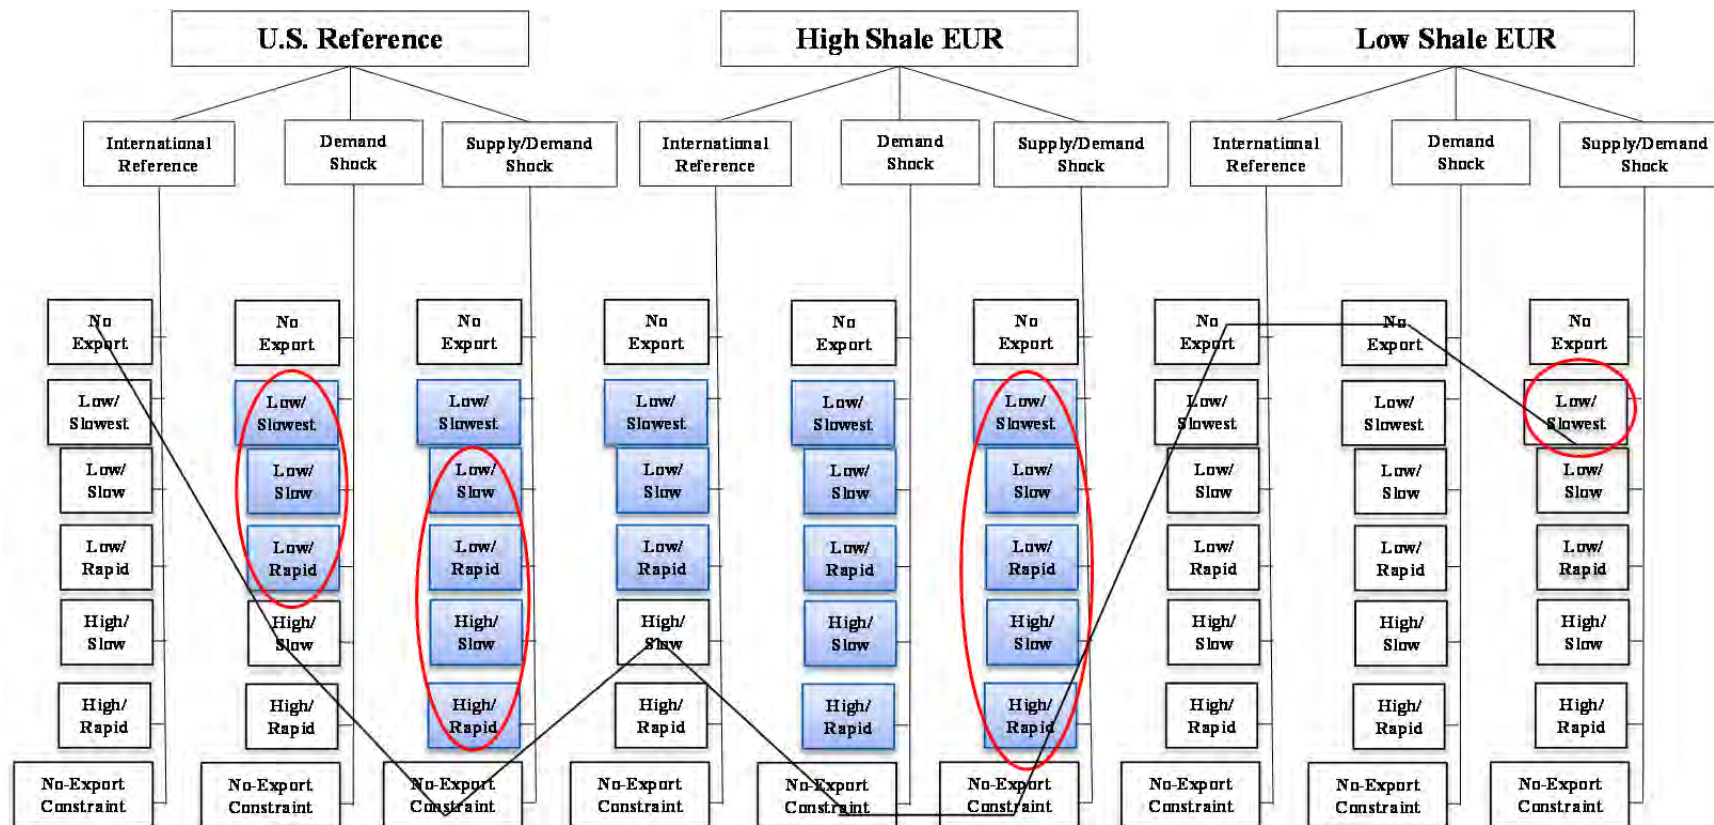 U.S. Reference
High Shale EUR
Low Shale EUR
International
Reference
Demand
Shock
Supply/Demand
Shock
International
Reference
Demand
Shock
Supply/Demand
Shock
International
Reference
Demand
Shock
Supply/Demand
Shock
No
Export
No
Export
No
Export
No
Export
No
Export
No
Export
No
Export
No
Export
No
Export
Low/
Slowest
Low/
Slowest
Low/
Slowest
Low/
Slowest
Low/
Slowest
Low/
Slowest
Low/
Slowest
Low/
Slowest
Low/
Slowest
Low/
Slow
Low/
Slow
Low/
Slow
Low/
Slow
Low/
Slow
Low/
Slow
Low/
Slow
Low/
Slow
Low/
Slow
Low/
Rapid
Low/
Rapid
Low/
Rapid
Low/
Rapid
Low/
Rapid
Low/
Rapid
Low/
Rapid
Low/
Rapid
Low/
Rapid
High/
Slow
High/
Slow
High/
Slow
High/
Slow
High/
Slow
High/
Slow
High/
Slow
High/
Slow
High/
Slow
High/
Rapid
High/
Rapid
High/
Rapid
High/
Rapid
High/
Rapid
High/
Rapid
High/
Rapid
High/
Rapid
High/
Rapid
No-Export
Constraint
No-Export
Constraint
No-Export
Constraint
No-Export
Constraint
No-Export
Constraint
No-Export
Constraint
No-Export
Constraint
No-Export
Constraint
No-Export
Constraint